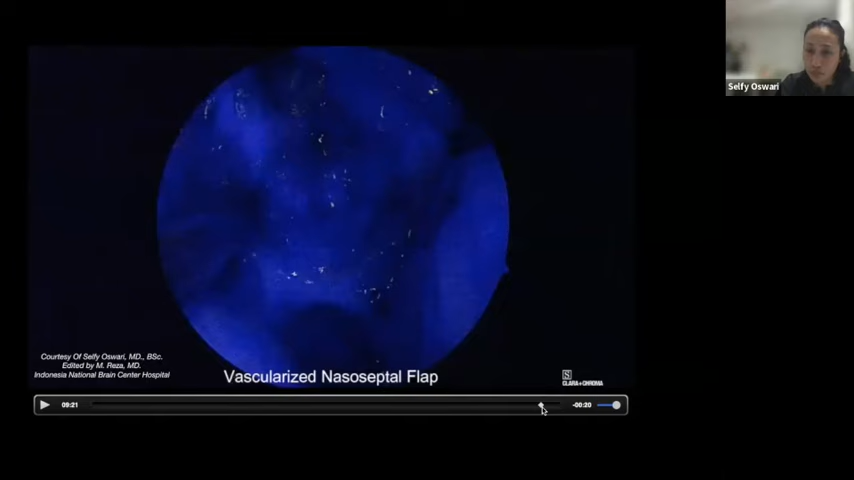 Selfy Oswari
Courtesy Of Selfy Oswari, MD., BSc.
Edited by M. Reza, MD.
Indonesia National Brain Center Hospital
Vascularized Nasoseptal Flap
S
CLARA+CHROMA
09:21
-00:20